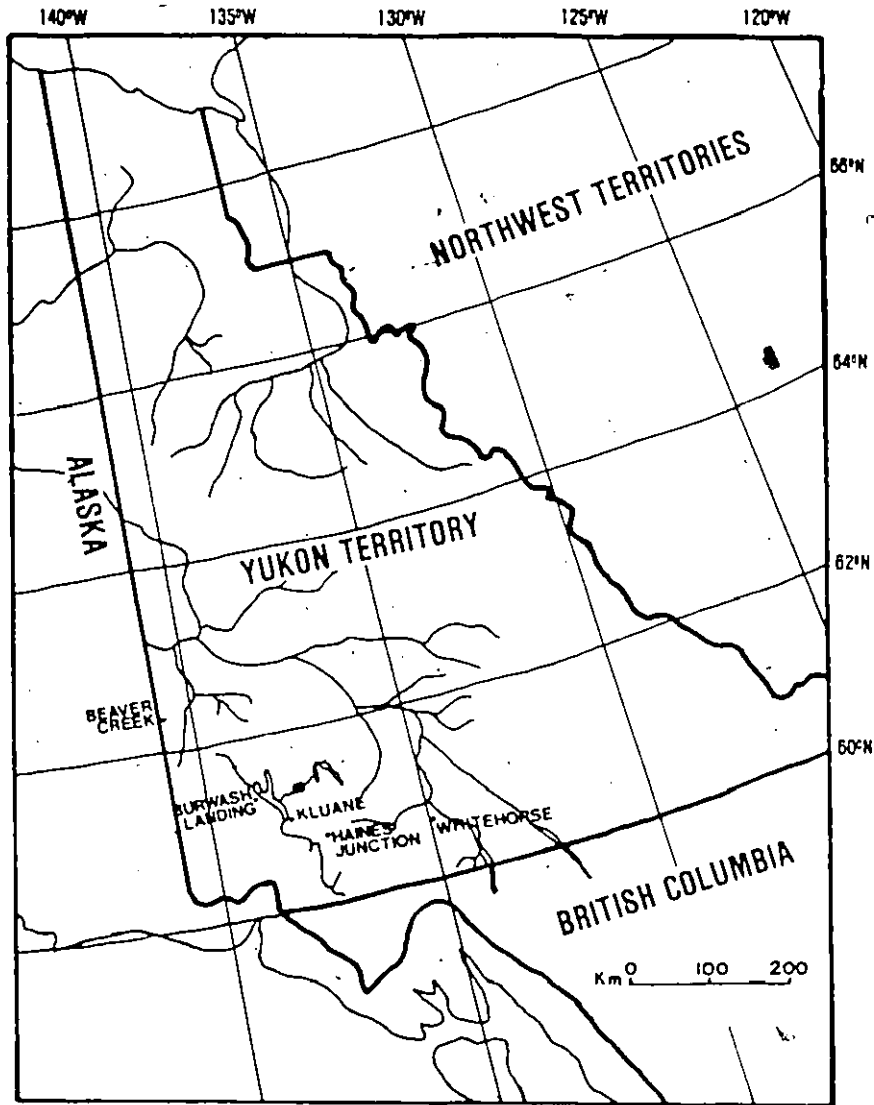 140°W 135°W 130°W 125°W 120°W
66°N
NORTHWEST TERRITORIES
64°N
ALASKA
YUKON TERRITORY
62°N
BEAVER
CREEK
60°N
BURWASH
LANDING
KLUANE
HAINES
JUNCTION
WHITEHORSE
BRITISH COLUMBIA
Km 0 100 200